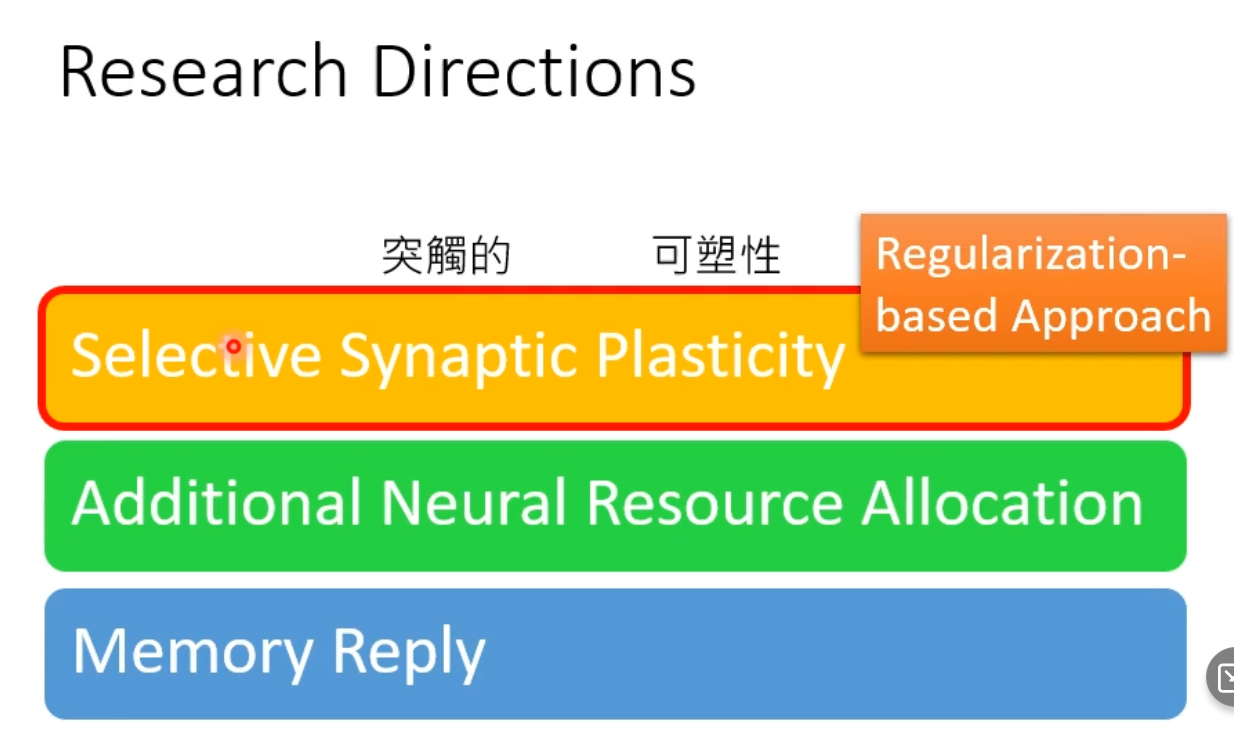 Research Directions
突觸的 可塑性
Regularization-
based Approach
Selective Synaptic Plasticity
Additional Neural Resource Allocation
Memory Reply